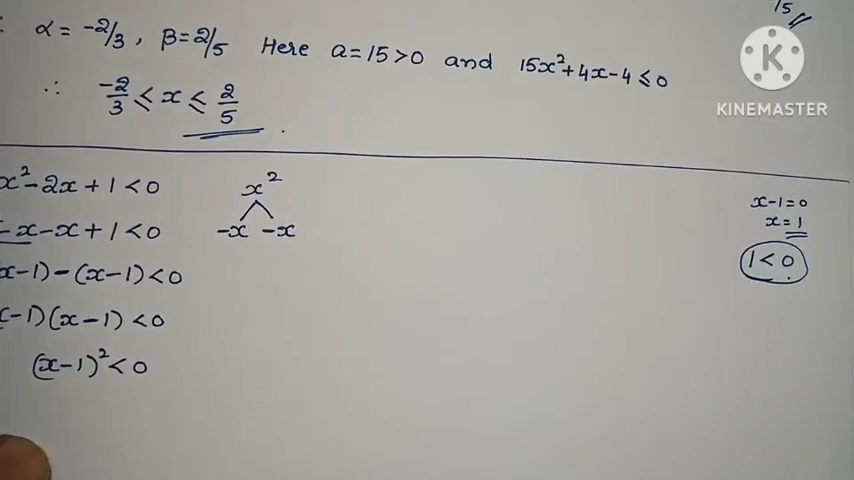 15
: α = -2/3 , β = 2/5 Here a = 15 > 0 and 15x² + 4x - 4 ≤ 0
∴ -2/3 ≤ x ≤ 2/5 .
K
KINEMASTER
x² - 2x + 1 < 0
x²
- x - x + 1 < 0
-x -x
x - 1) - (x - 1) < 0
x - 1) (x - 1) < 0
(x - 1)² < 0
x - 1 = 0
x = 1
1 < 0